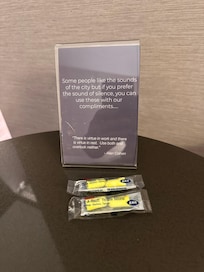 Some people like the sounds
of the city but if you prefer
the sound of silence, you can
use these with our
compliments....
"There is virtue in work and there
is virtue in rest. Use both and
overlook neither."
- Alan Cohen